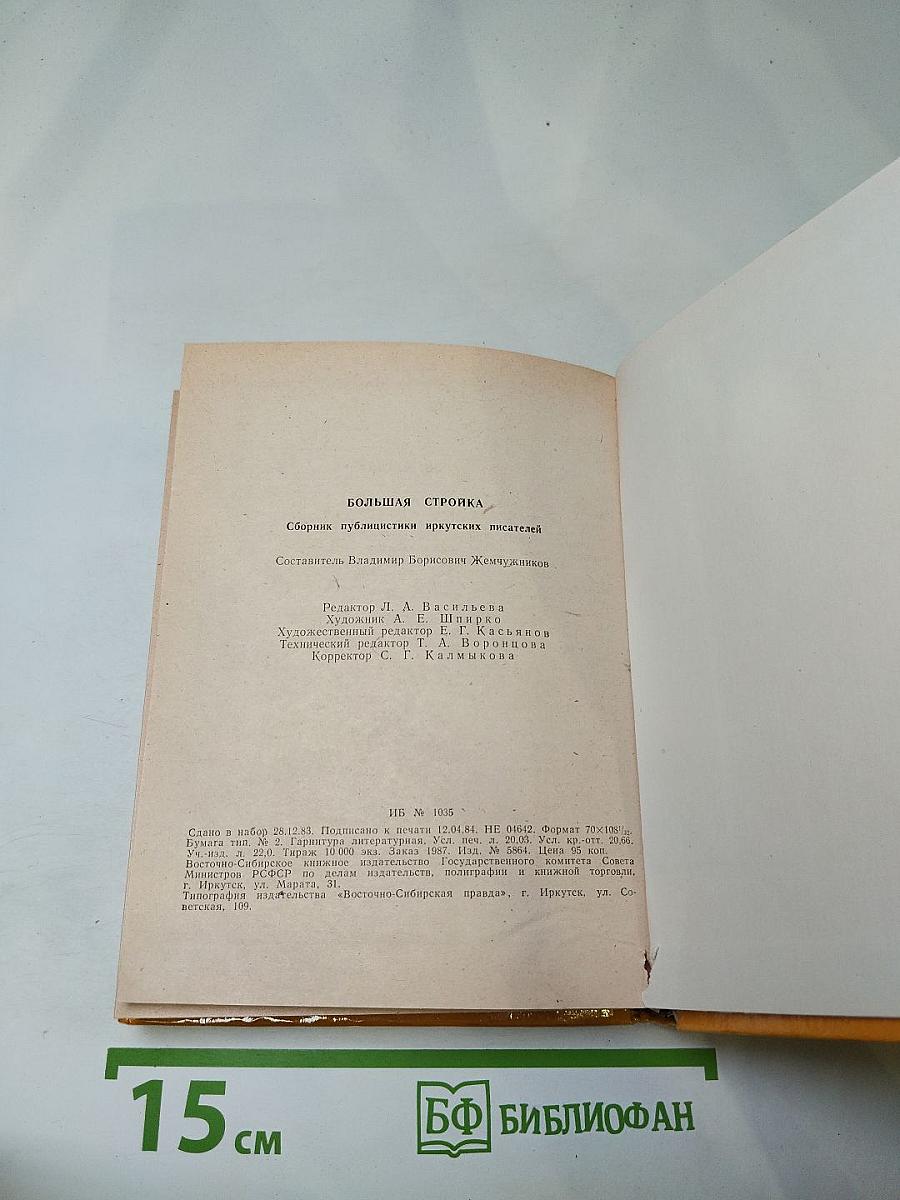 БОЛЬШАЯ СТРОЙКА
Сборник публицистики иркутских писателей
Составитель Владимир Борисович Жемчужников
Редактор Л. А. Васильева
Художник А. Е. Шпирко
Художественный редактор Е. Г. Касьянов
Технический редактор Т. А. Воронцова
Корректор С. Г. Калмыкова
ИБ № 1035
Сдано в набор 28.12.83. Подписано к печати 12.04.84. НЕ 04642. Формат 70×108¹/₃₂.
Бумага тип. № 2. Гарнитура литературная. Усл. печ. л. 20,03. Усл. кр.-отт. 20,66.
Уч.-изд. л. 22,0. Тираж 10 000 экз. Заказ 1987. Изд. № 5864. Цена 95 коп.
Восточно-Сибирское книжное издательство Государственного комитета Совета
Министров РСФСР по делам издательств, полиграфии и книжной торговли,
г. Иркутск, ул. Марата, 31.
Типография издательства «Восточно-Сибирская правда», г. Иркутск, ул. Со-
ветская, 109.
15 см
БФ БИБЛИОФАН